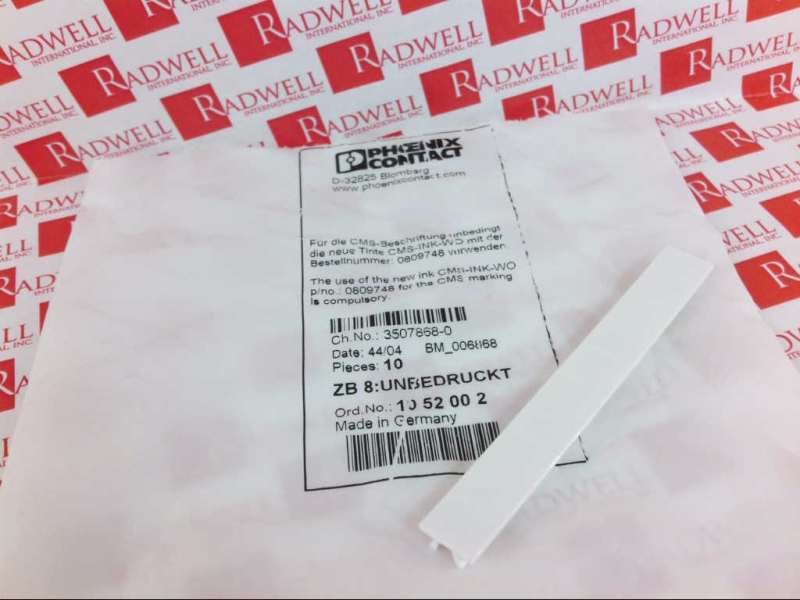 RADWELL
INTERNATIONAL, INC
PHOENIX
CONTACT
D-32825 Blomberg
www.phoenixcontact.com
Für die CMS-Beschriftung unbedingt
die neue Tinte CMS-INK-WO mit der
Bestellnummer: 0809748 verwenden.
The use of the new ink CMS-INK-WO
p/no.: 0809748 for the CMS marking
is compulsory.
Ch.No.: 3507868-0
Date: 44/04 BM_006868
Pieces: 10
ZB 8:UNBEDRUCKT
Ord.No.: 10 52 00 2
Made in Germany